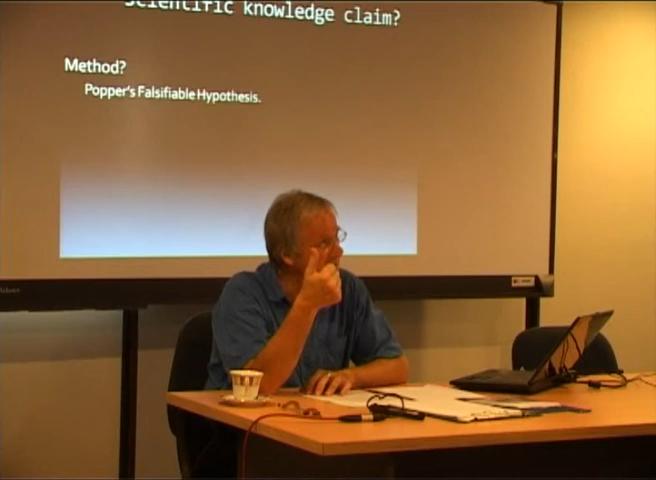 Scientific knowledge claim?
Method?
Popper's Falsifiable Hypothesis.